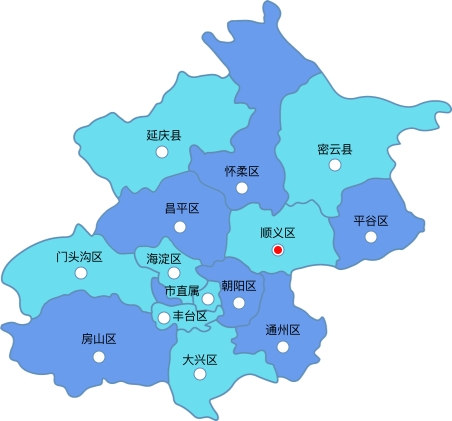 延庆县
密云县
怀柔区
昌平区
平谷区
顺义区
门头沟区
海淀区
市直属
朝阳区
丰台区
通州区
房山区
大兴区